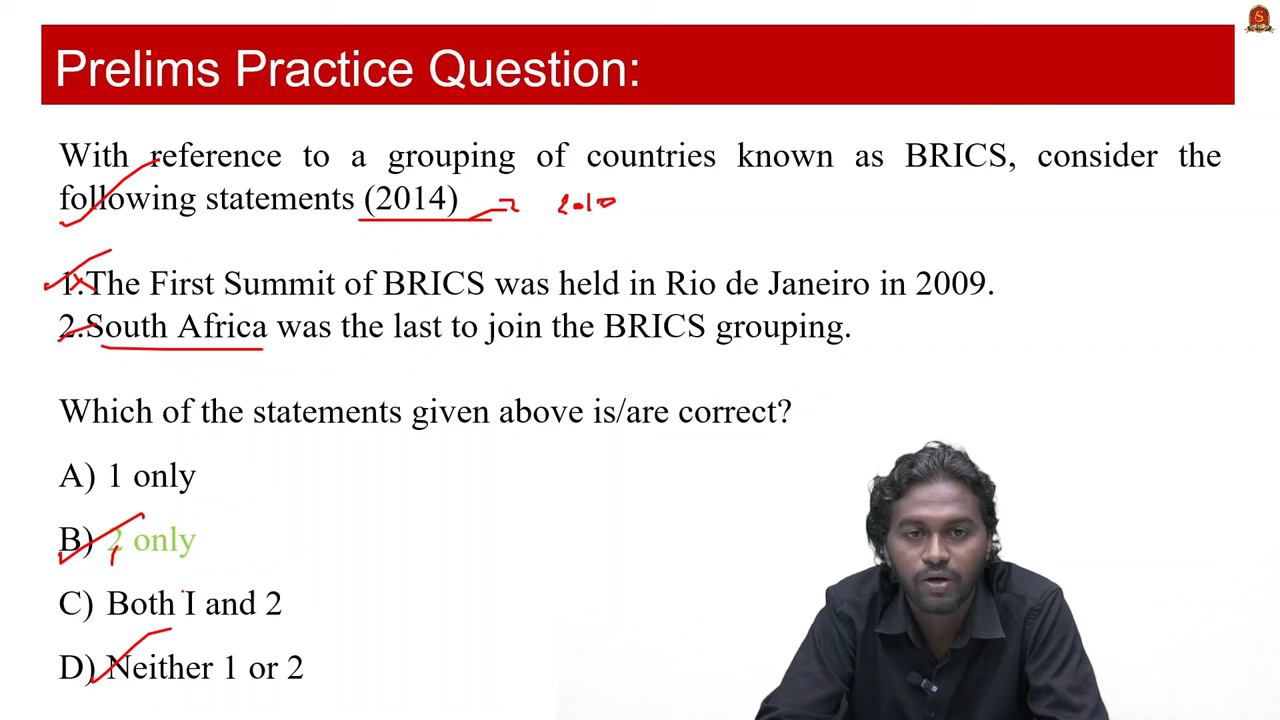 Prelims Practice Question:
With reference to a grouping of countries known as BRICS, consider the
following statements (2014)
2010
1.The First Summit of BRICS was held in Rio de Janeiro in 2009.
2.South Africa was the last to join the BRICS grouping.
Which of the statements given above is/are correct?
A) 1 only
B) 2 only
C) Both I and 2
D) Neither 1 or 2